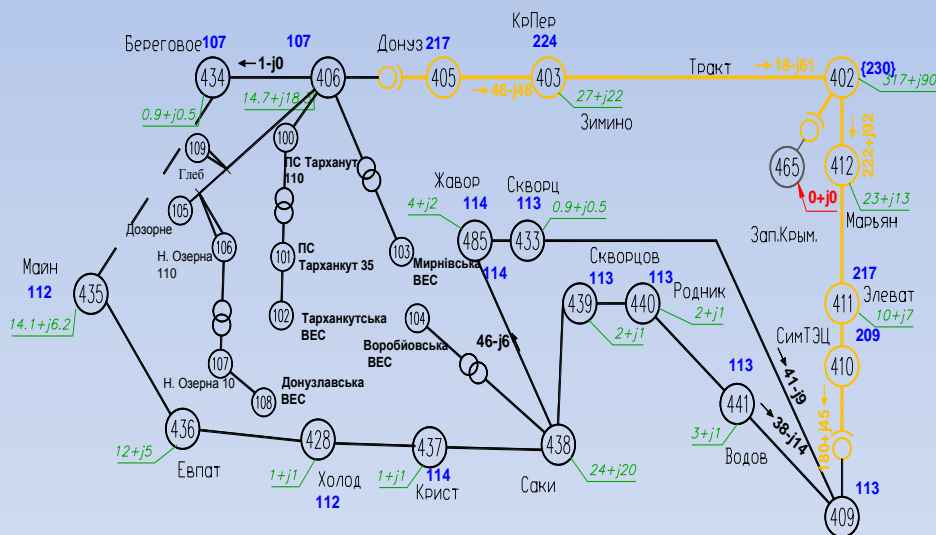 КрПер
Береговое 107
107
Донуз 217
224
1-j0
Тракт
18-j61
{230}
434
406
405
403
402
317+j90
46-j48
27+j22
Зимино
0.9+j0.5
100
109
Глеб
ПС Тарханут
110
465
412
222+j92
Жавор
114
Скворц
113
0.9+j0.5
4+j2
0+j0
23+j13
Марьян
105
Дозорне
485
433
Зап.Крым.
106
Н. Озерна
110
101
ПС
Тарханкут 35
103
Мирнівська
ВЕС
114
Скворцов
113
113
Родник
217
Майн
112
435
439
440
411
Элеват
10+j7
102
Тарханкутська
ВЕС
104
2+j1
2+j1
14.1+j6.2
СимТЭЦ
209
Воробйовська
ВЕС
46-j6
107
Н. Озерна 10
113
410
108
Донузлавська
ВЕС
441
41-j9
38-j14
180+j45
436
12+j5
Евпат
428
1+j1
Холод
112
437
1+j1
114
Крист
438
24+j20
Саки
3+j1
Водов
113
409